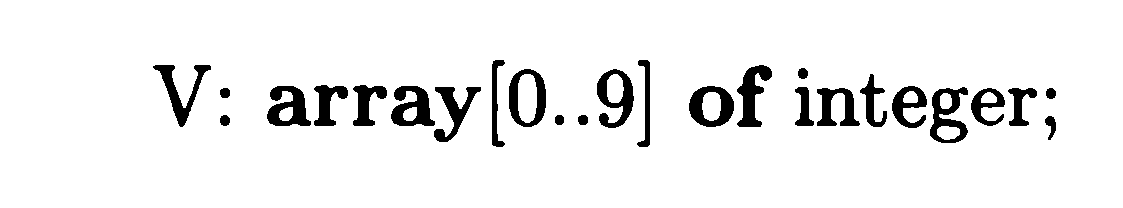 V: array[0..9] of integer;